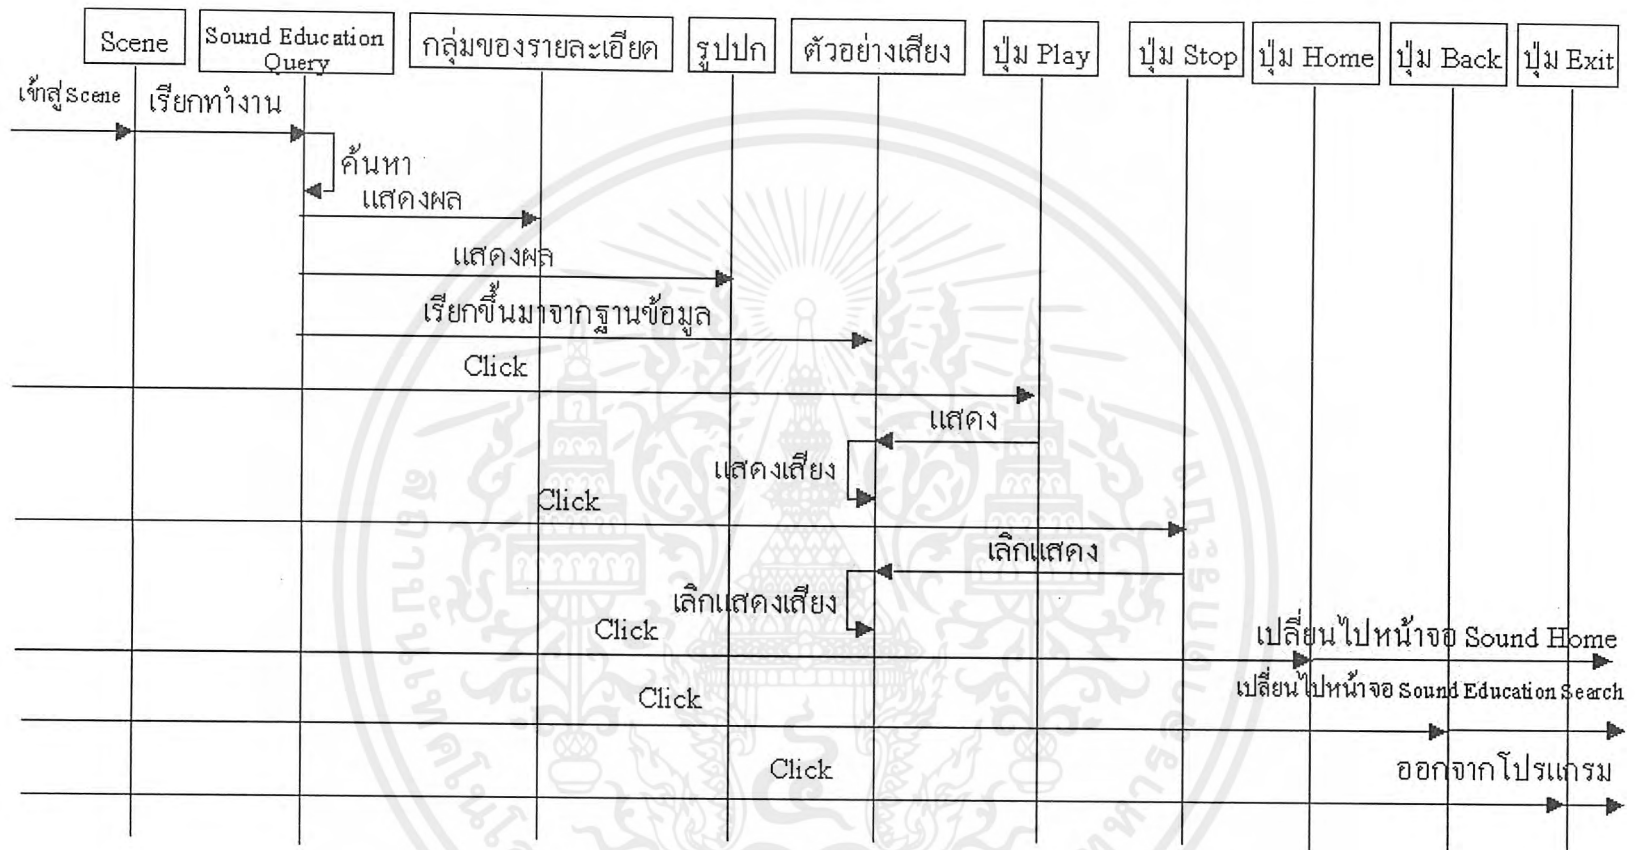 Scene
Sound Education
Query
กลุ่มของรายละเอียด
รูปปก
ตัวอย่างเสียง
ปุ่ม Play
ปุ่ม Stop
ปุ่ม Home
ปุ่ม Back
ปุ่ม Exit
เข้าสู่ Scene
เรียกทำงาน
ค้นหา
แสดงผล
แสดงผล
เรียกขึ้นมาจากฐานข้อมูล
Click
แสดง
แสดงเสียง
Click
เลิกแสดง
เลิกแสดงเสียง
Click
เปลี่ยนไปหน้าจอ Sound Home
เปลี่ยนไปหน้าจอ Sound Education Search
Click
Click
ออกจากโปรแกรม